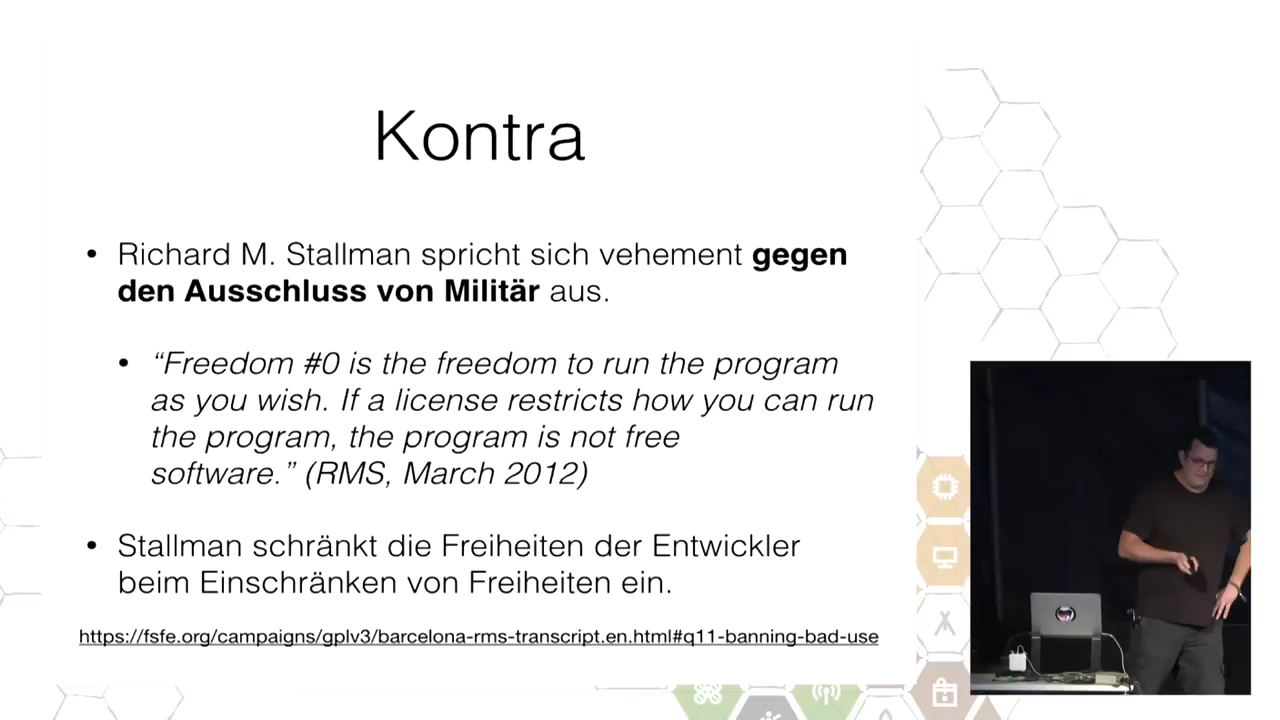 Kontra
• Richard M. Stallman spricht sich vehement gegen
den Ausschluss von Militär aus.
• “Freedom #0 is the freedom to run the program
as you wish. If a license restricts how you can run
the program, the program is not free
software.” (RMS, March 2012)
• Stallman schränkt die Freiheiten der Entwickler
beim Einschränken von Freiheiten ein.
https://fsfe.org/campaigns/gplv3/barcelona-rms-transcript.en.html#q11-banning-bad-use